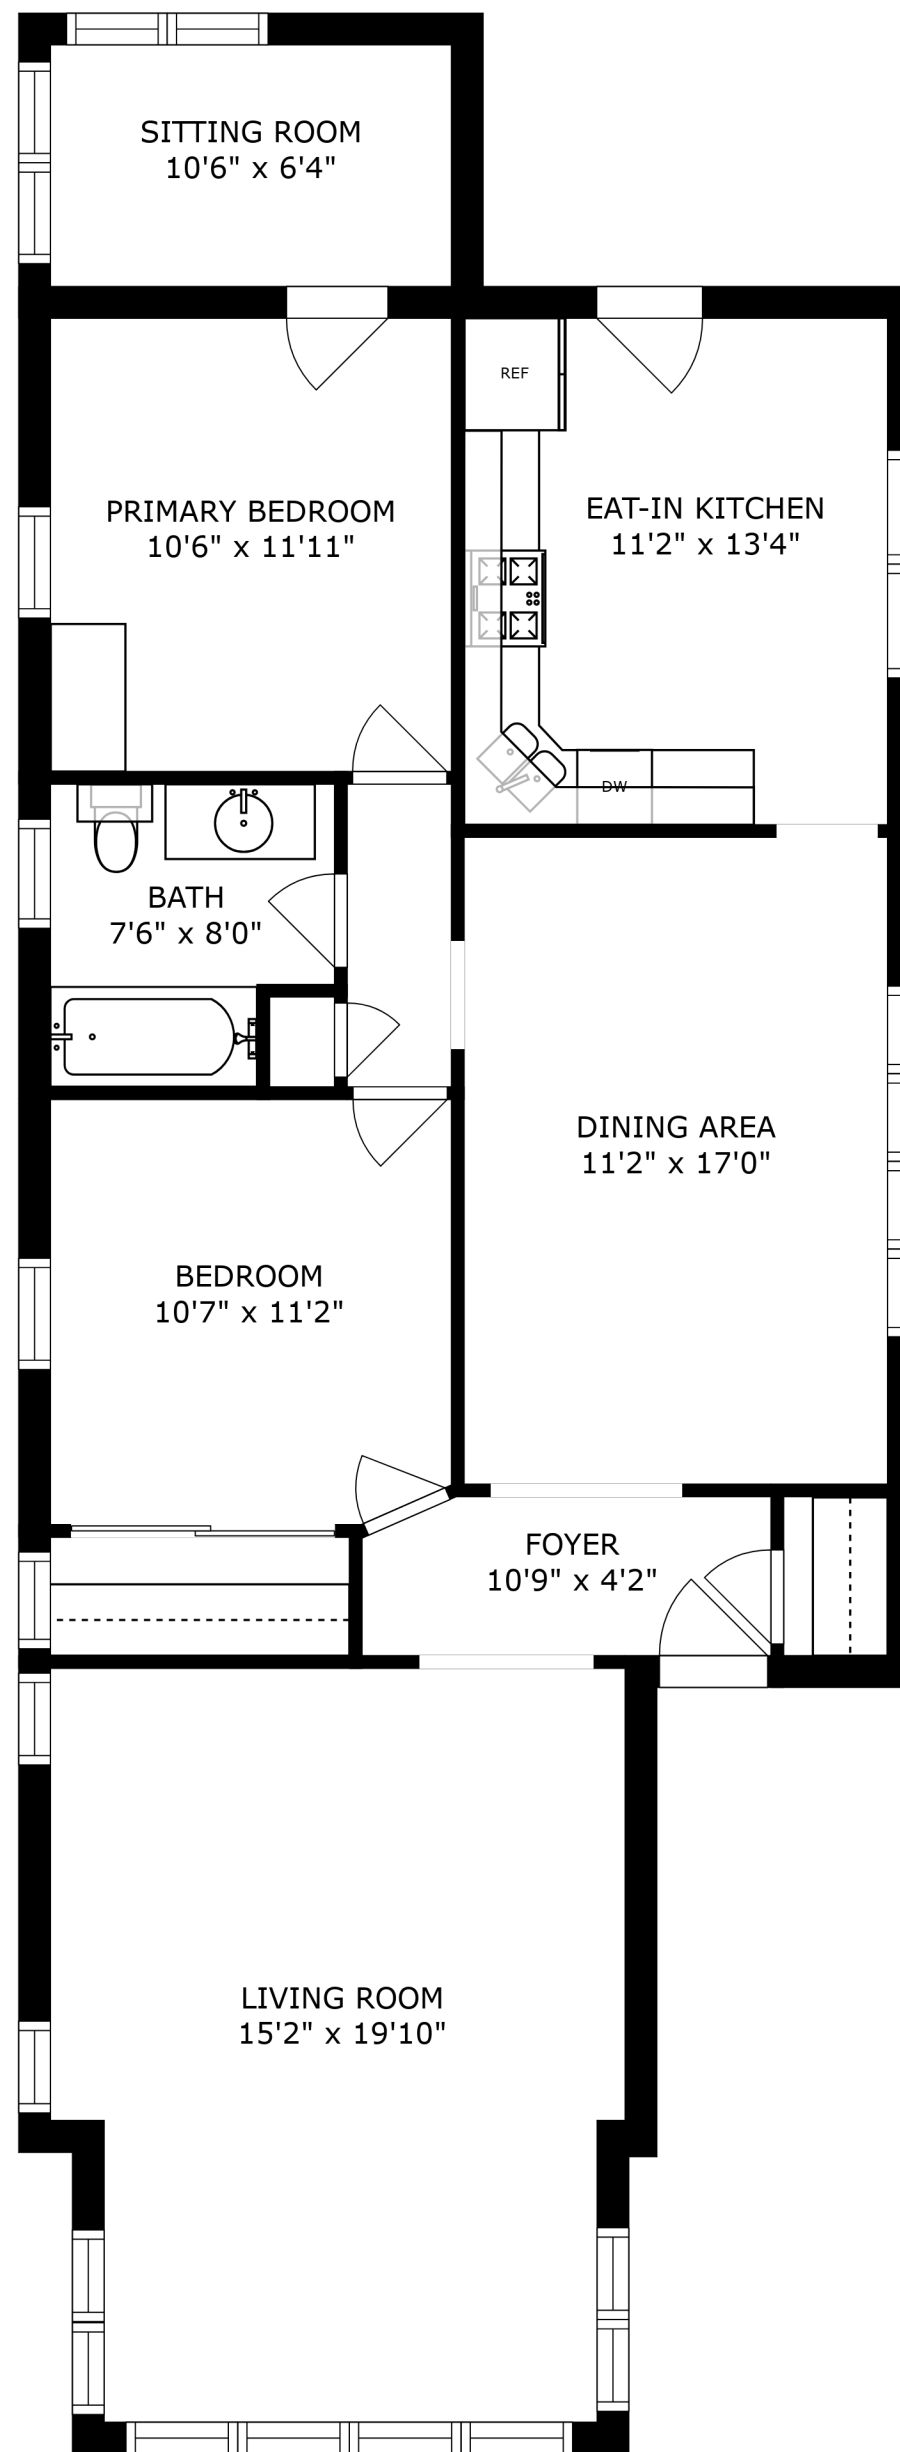 SITTING ROOM
10'6" x 6'4"
REF
PRIMARY BEDROOM
10'6" x 11'11"
EAT-IN KITCHEN
11'2" x 13'4"
DW
BATH
7'6" x 8'0"
DINING AREA
11'2" x 17'0"
BEDROOM
10'7" x 11'2"
FOYER
10'9" x 4'2"
LIVING ROOM
15'2" x 19'10"